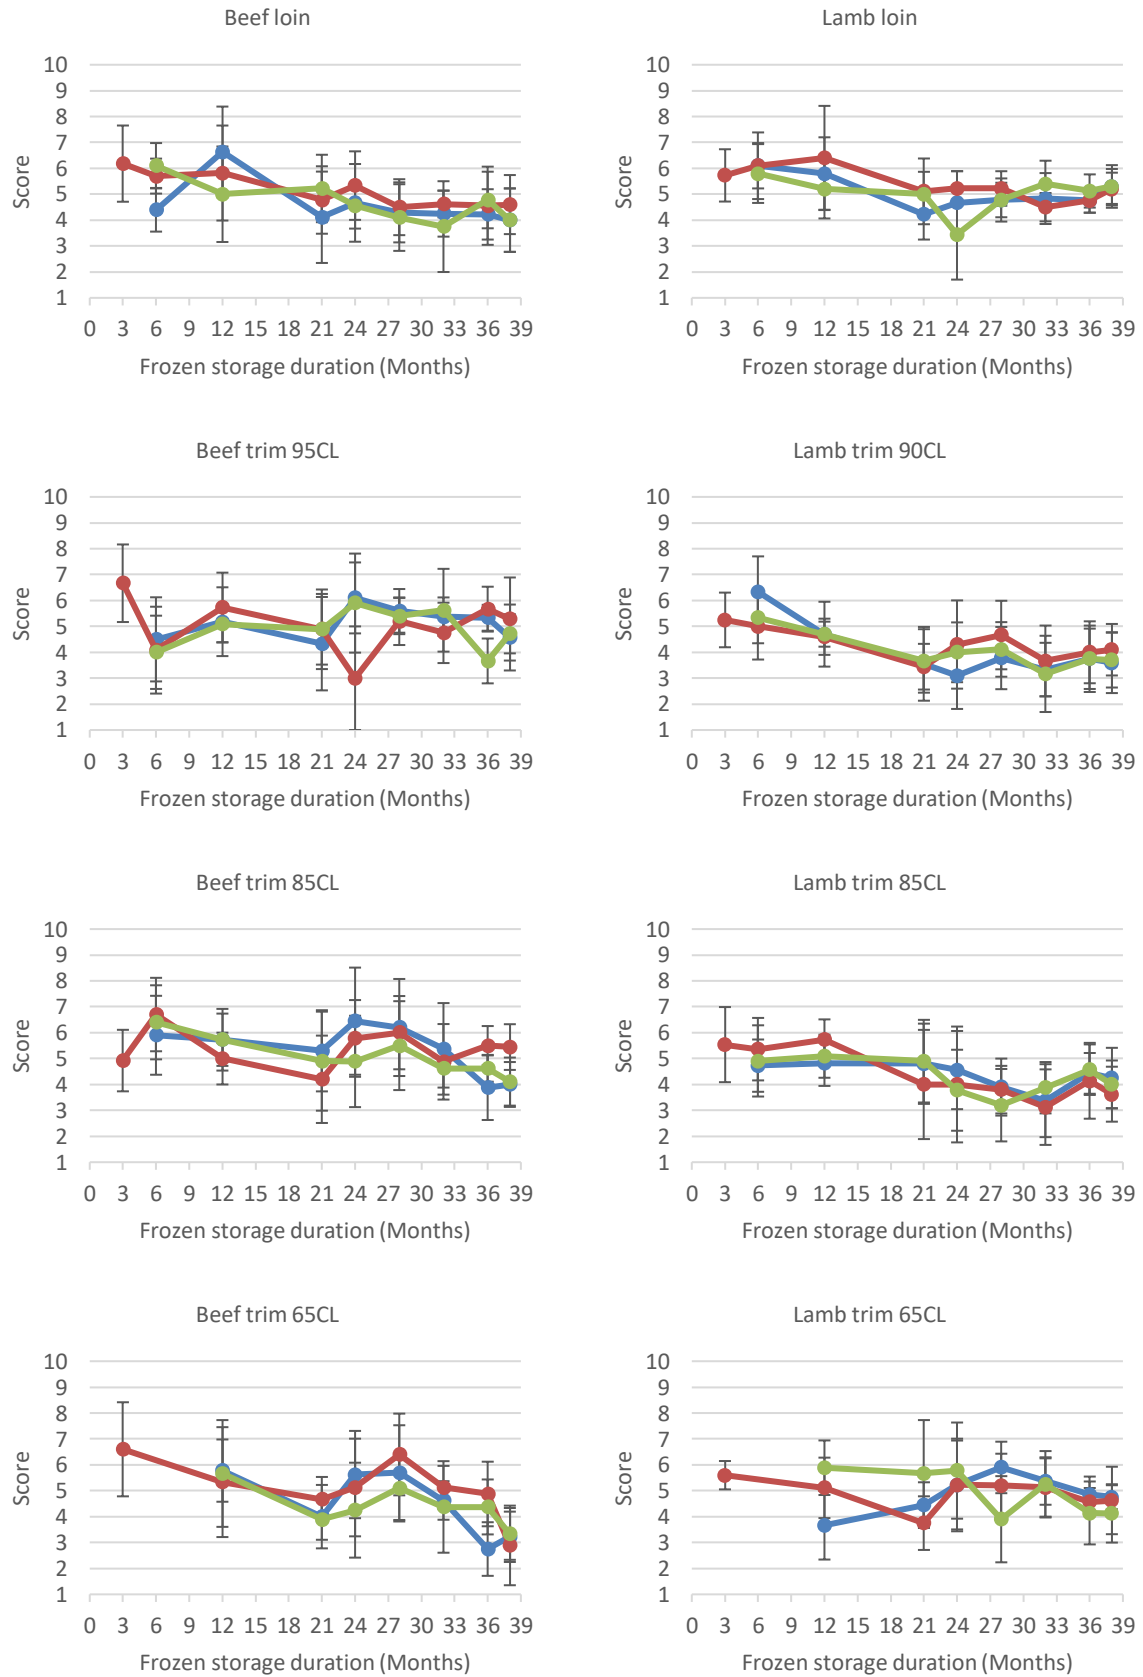 Beef loin
10
9
8
7
6
5
4
3
2
1
Score
0 3 6 9 12 15 18 21 24 27 30 33 36 39
Frozen storage duration (Months)
Lamb loin
10
9
8
7
6
5
4
3
2
1
Score
0 3 6 9 12 15 18 21 24 27 30 33 36 39
Frozen storage duration (Months)
Beef trim 95CL
10
9
8
7
6
5
4
3
2
1
Score
0 3 6 9 12 15 18 21 24 27 30 33 36 39
Frozen storage duration (Months)
Lamb trim 90CL
10
9
8
7
6
5
4
3
2
1
Score
0 3 6 9 12 15 18 21 24 27 30 33 36 39
Frozen storage duration (Months)
Beef trim 85CL
10
9
8
7
6
5
4
3
2
1
Score
0 3 6 9 12 15 18 21 24 27 30 33 36 39
Frozen storage duration (Months)
Lamb trim 85CL
10
9
8
7
6
5
4
3
2
1
Score
0 3 6 9 12 15 18 21 24 27 30 33 36 39
Frozen storage duration (Months)
Beef trim 65CL
10
9
8
7
6
5
4
3
2
1
Score
0 3 6 9 12 15 18 21 24 27 30 33 36 39
Frozen storage duration (Months)
Lamb trim 65CL
10
9
8
7
6
5
4
3
2
1
Score
0 3 6 9 12 15 18 21 24 27 30 33 36 39
Frozen storage duration (Months)